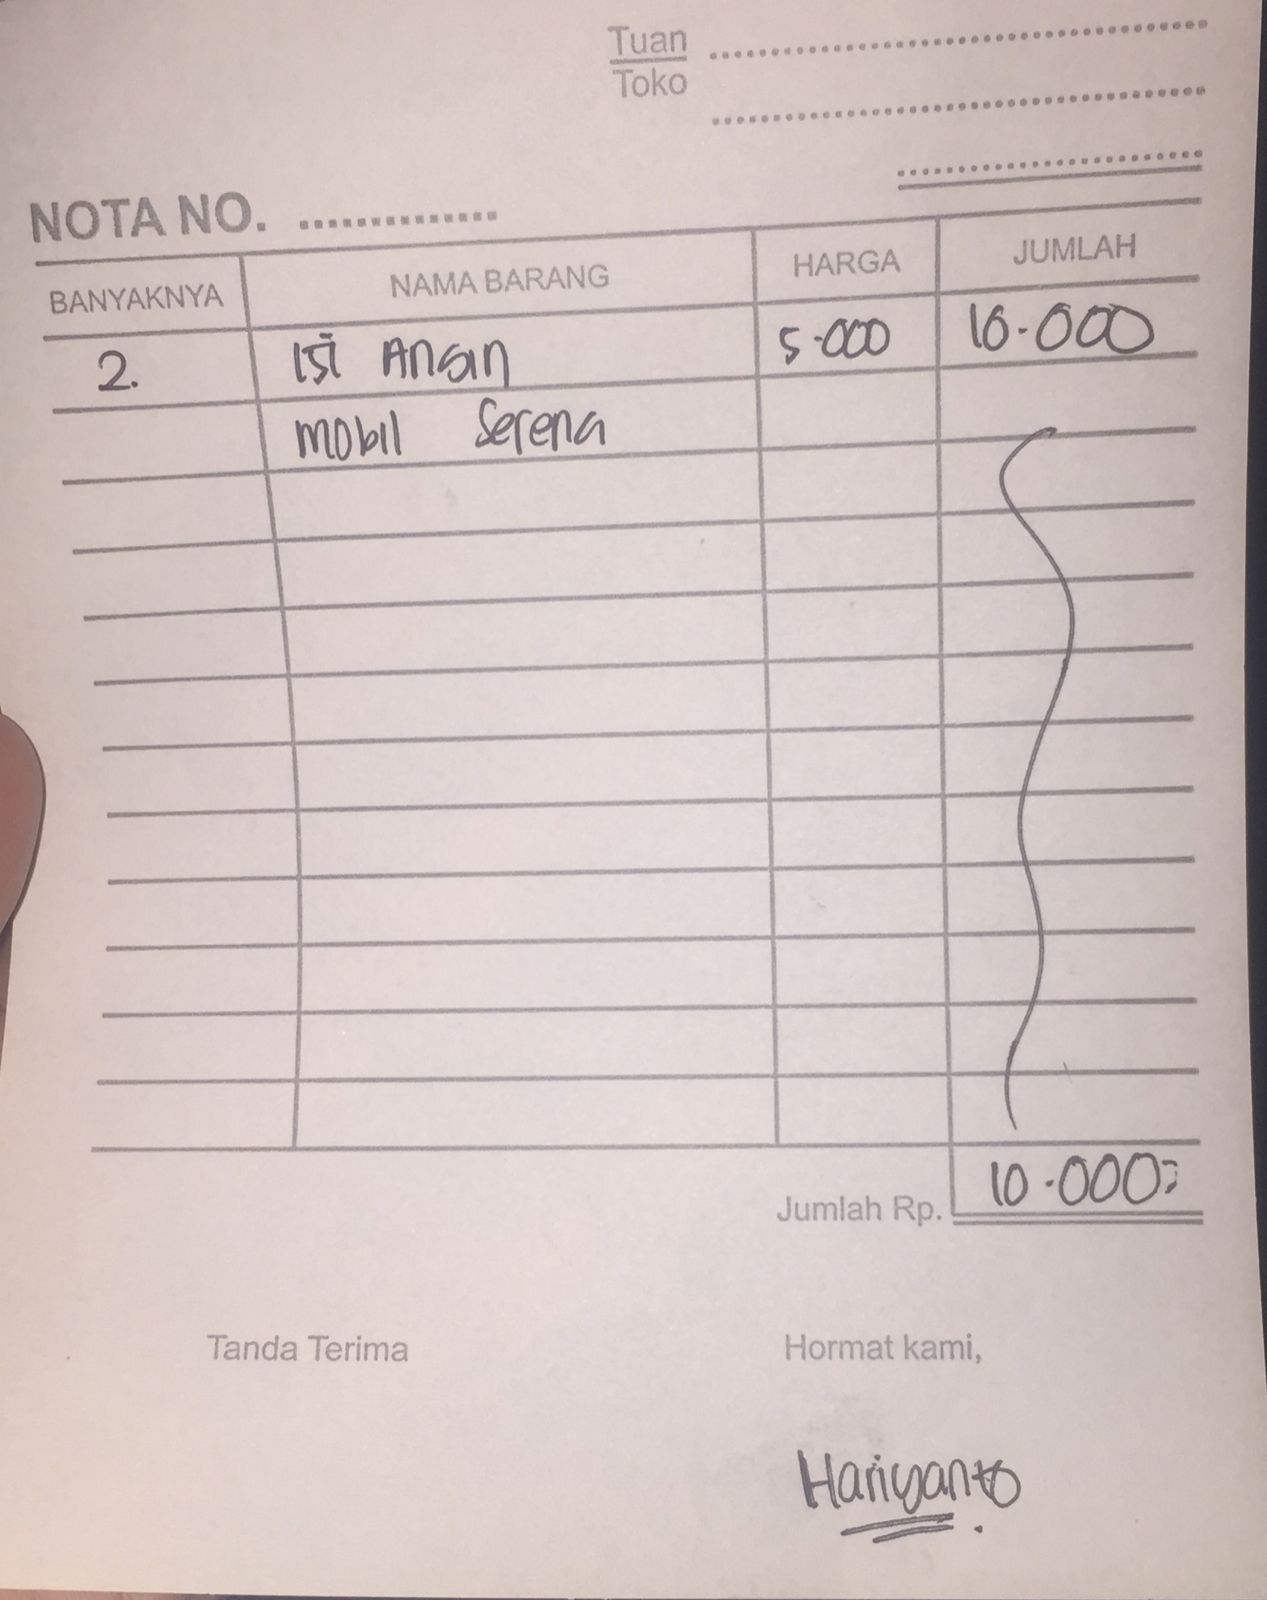 Tuan
Toko
NOTA NO. ..............
BANYAKNYA NAMA BARANG HARGA JUMLAH
2. Isi Angin 5.000 10.000
Mobil Serena
Jumlah Rp. 10.000,
Tanda Terima Hormat kami,
Hariyanto